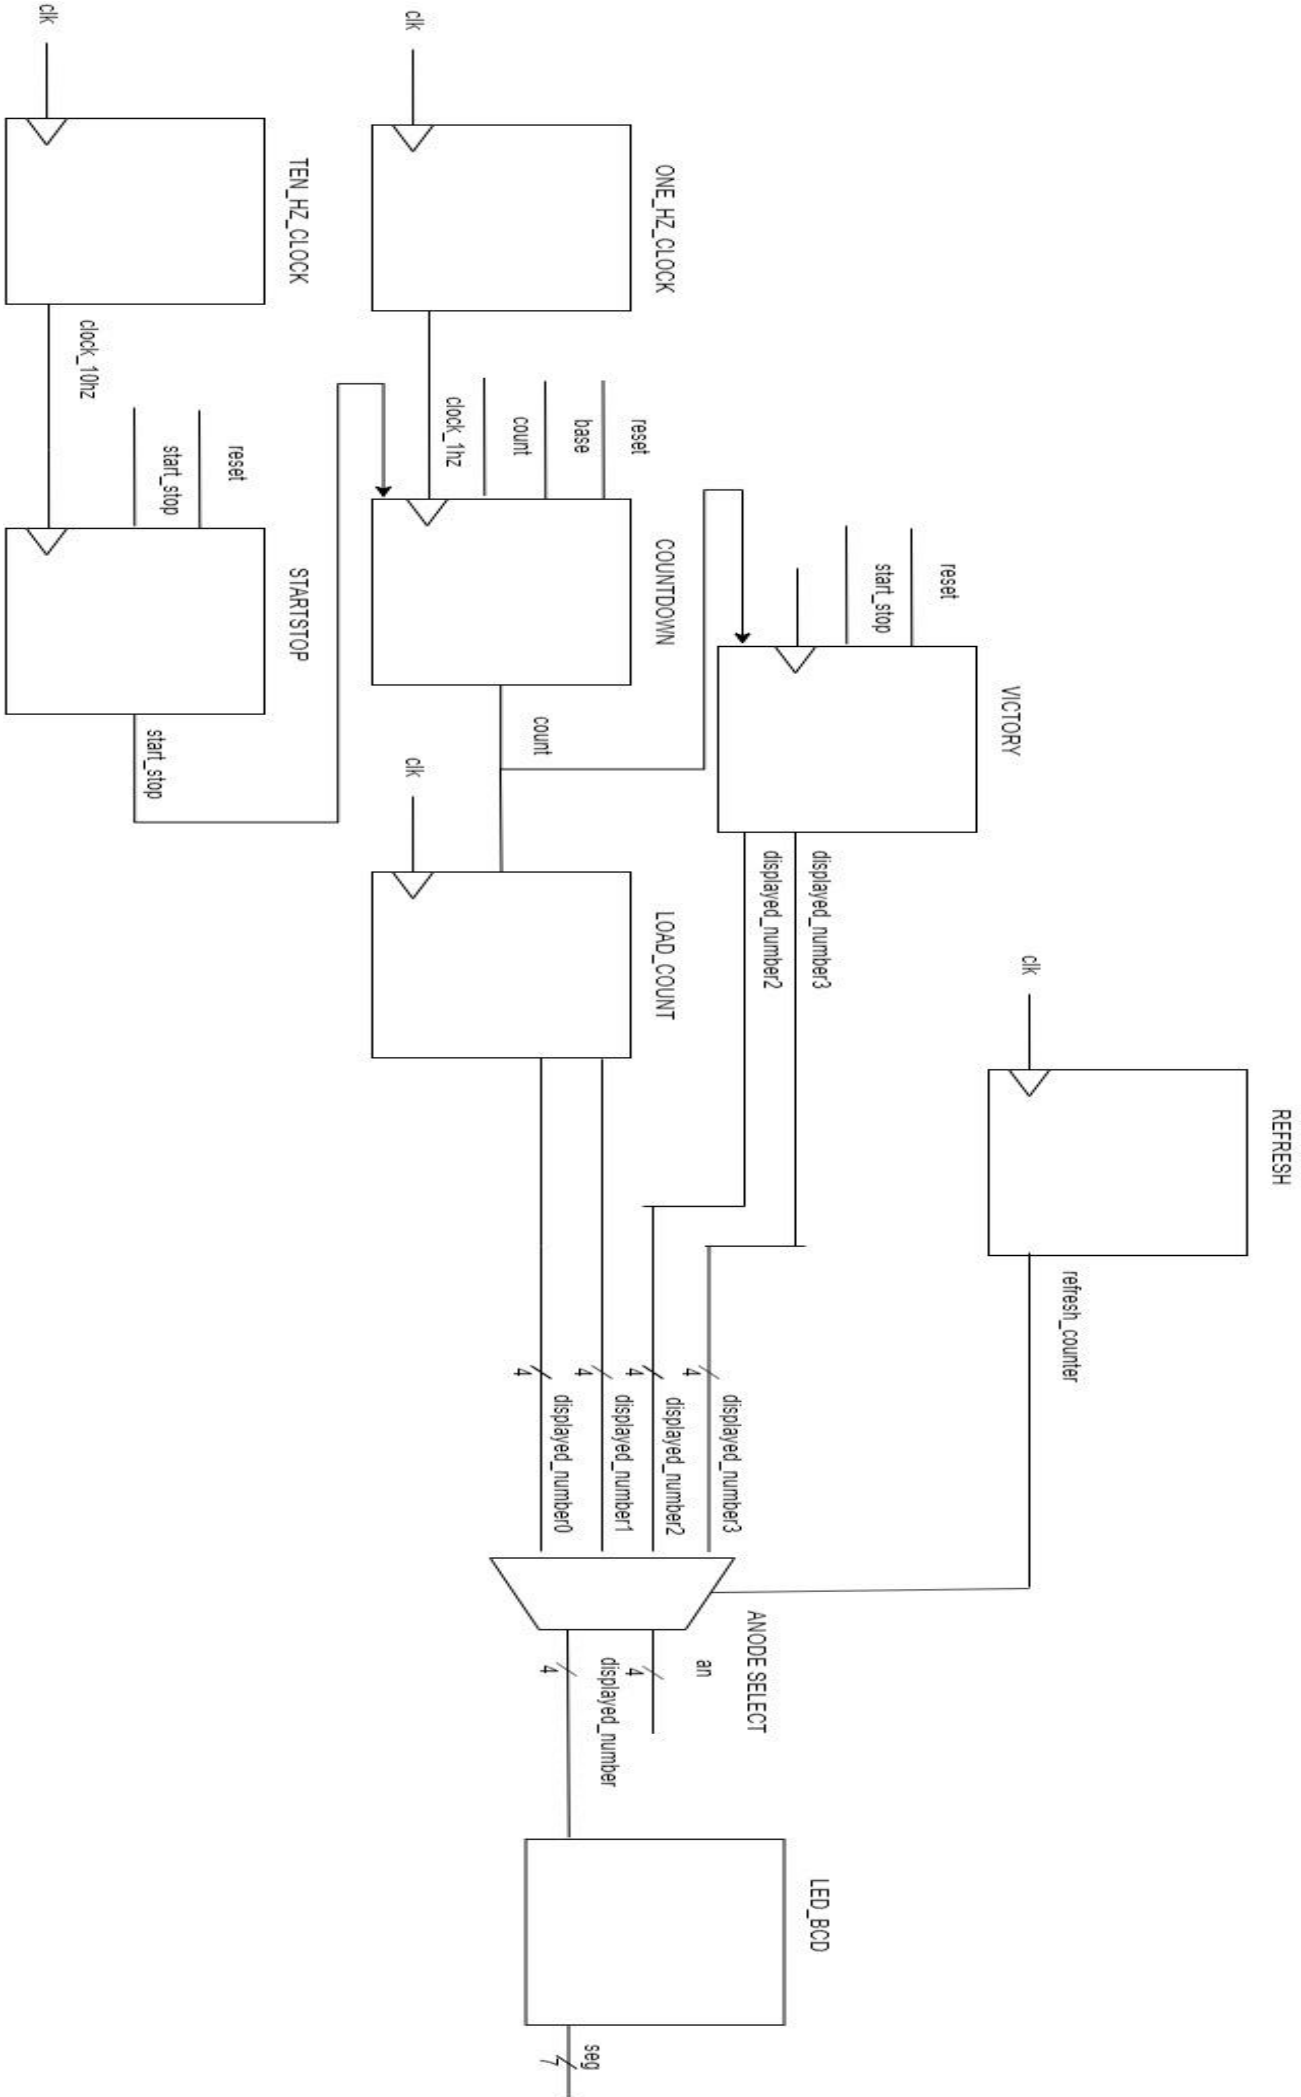 REFRESH
clk
refresh_counter
VICTORY
reset
start_stop
displayed_number3
displayed_number2
LED_BCD
ANODE SELECT
displayed_number3
4
an
displayed_number2
4
4
ONE_HZ_CLOCK
COUNTDOWN
LOAD_COUNT
reset
displayed_number1
4
displayed_number
4
seg
7
base
displayed_number0
4
count
count
clock_1hz
clk
clk
TEN_HZ_CLOCK
STARTSTOP
reset
start_stop
start_stop
clock_10hz
clk